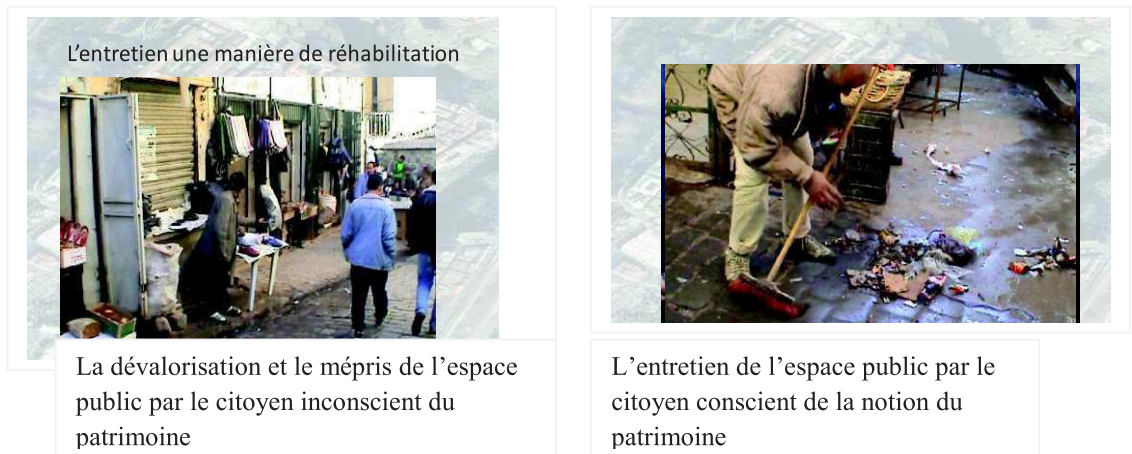 L'entretien une manière de réhabilitation
La dévalorisation et le mépris de l'espace
public par le citoyen inconscient du
patrimoine
L'entretien de l'espace public par le
citoyen conscient de la notion du
patrimoine